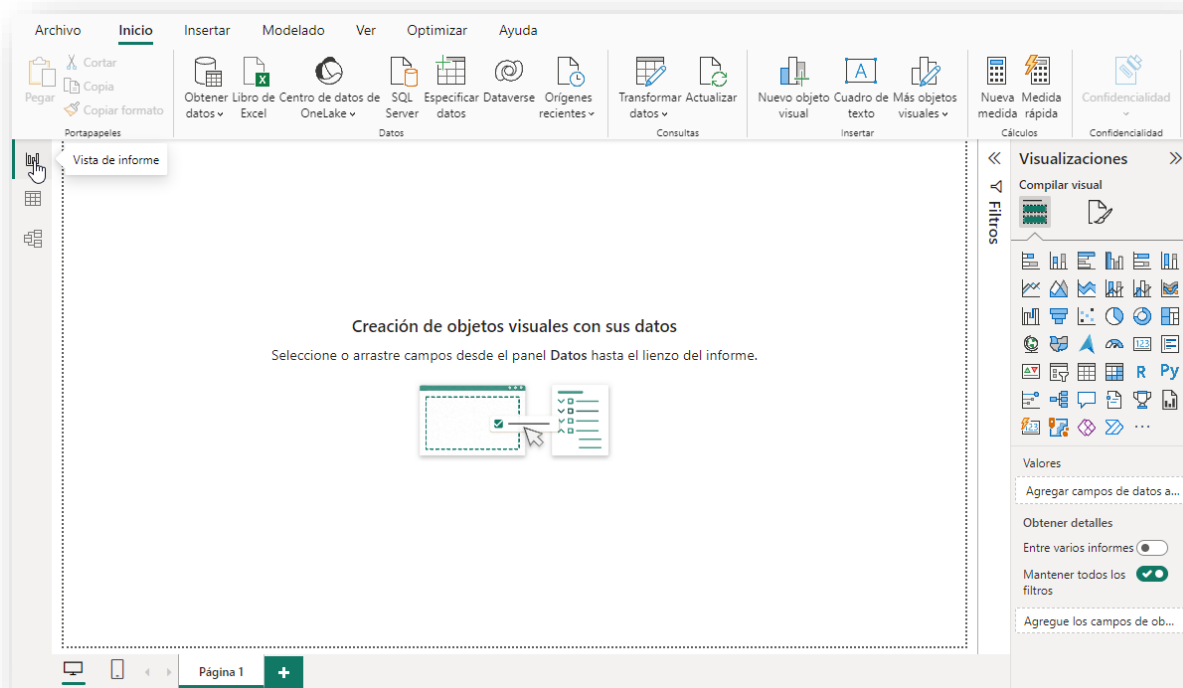 Archivo Inicio Insertar Modelado Ver Optimizar Ayuda
Pegar
Cortar
Copia
Copiar formato
Portapapeles
Obtener datos
Libro de Excel
Centro de datos de OneLake
SQL Server
Especificar datos
Dataverse
Orígenes recientes
Datos
Transformar datos
Actualizar
Consultas
Nuevo objeto visual
A
Cuadro de texto
Más objetos visuales
Insertar
Nueva medida
Medida rápida
Cálculos
Confidencialidad
Confidencialidad
Vista de informe
Creación de objetos visuales con sus datos
Seleccione o arrastre campos desde el panel Datos hasta el lienzo del informe.
Filtros
Visualizaciones
Compilar visual
123
R Py
123
Valores
Agregar campos de datos a...
Obtener detalles
Entre varios informes
Mantener todos los
filtros
Agregue los campos de ob...
Página 1